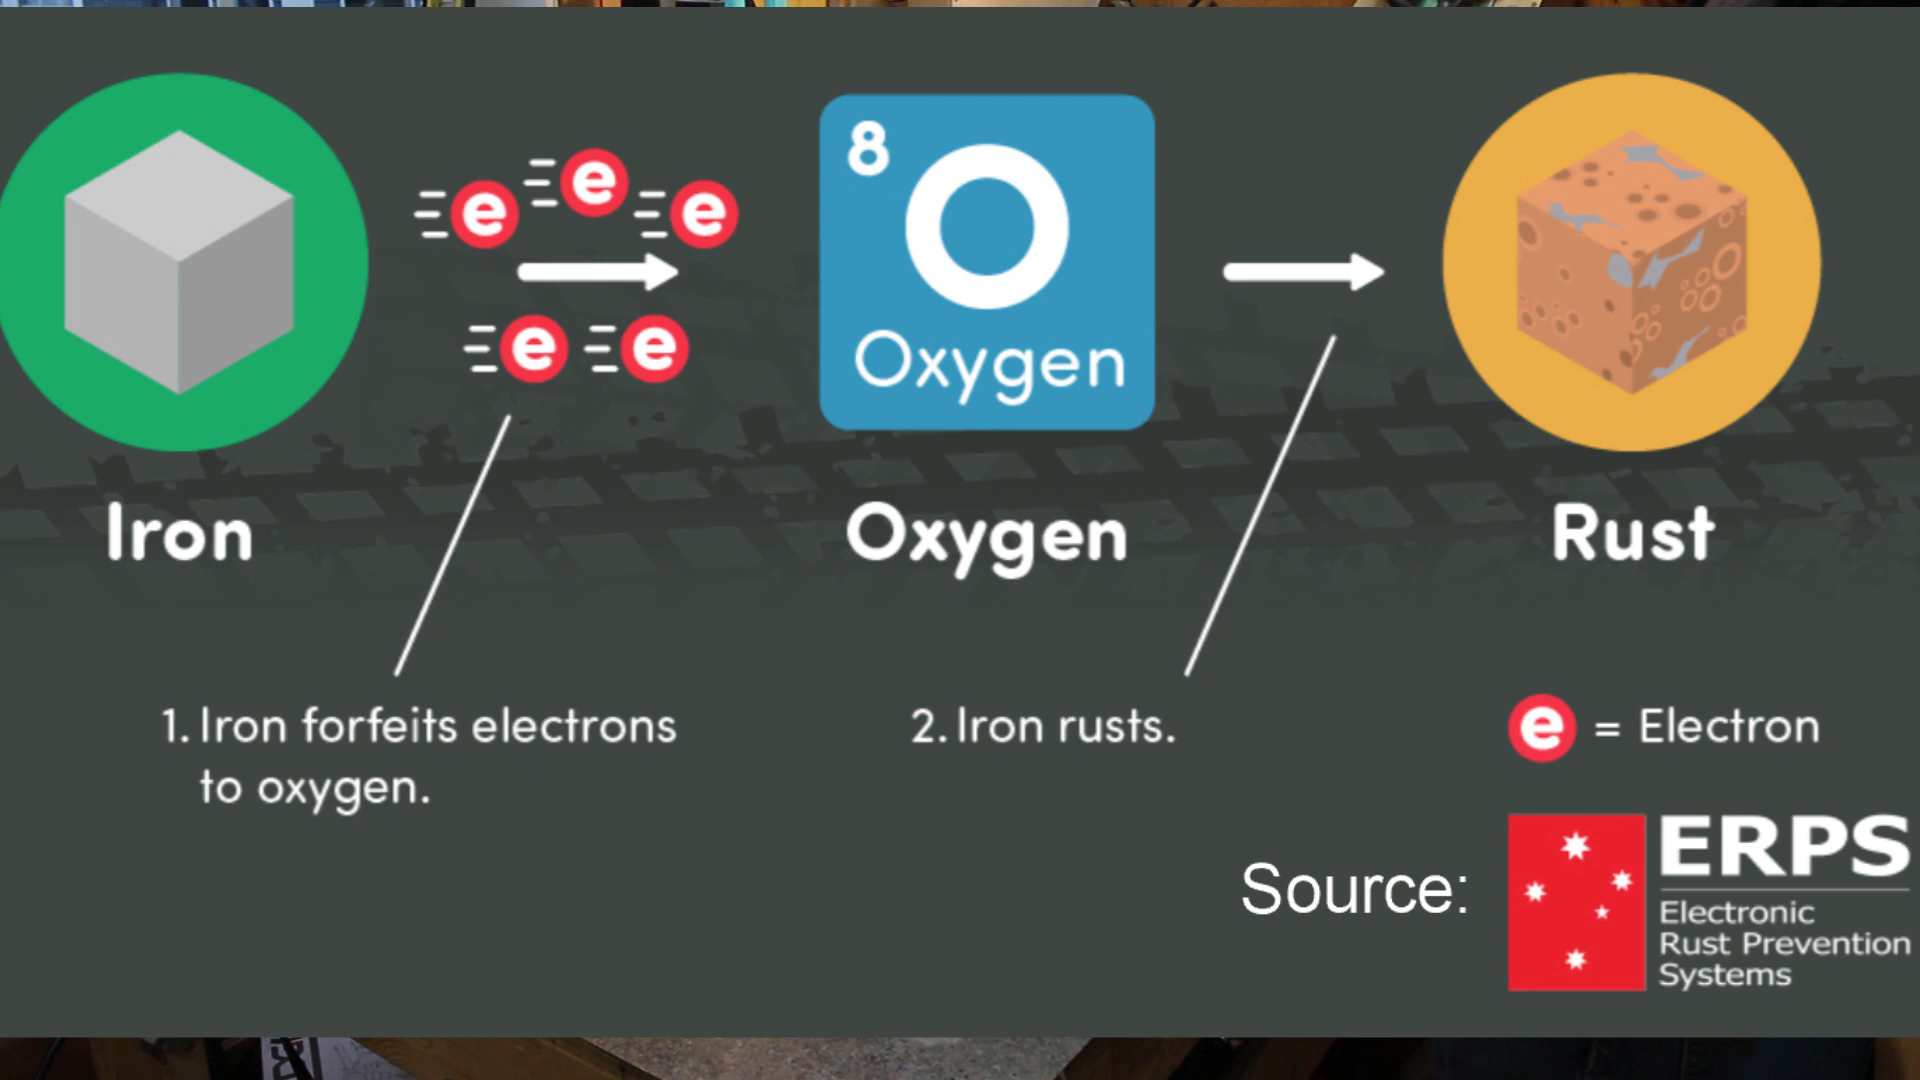 e e e
8
O
Oxygen
e e
Iron
Oxygen
Rust
1. Iron forfeits electrons
to oxygen.
2. Iron rusts.
e = Electron
Source:
ERPS
Electronic
Rust Prevention
Systems